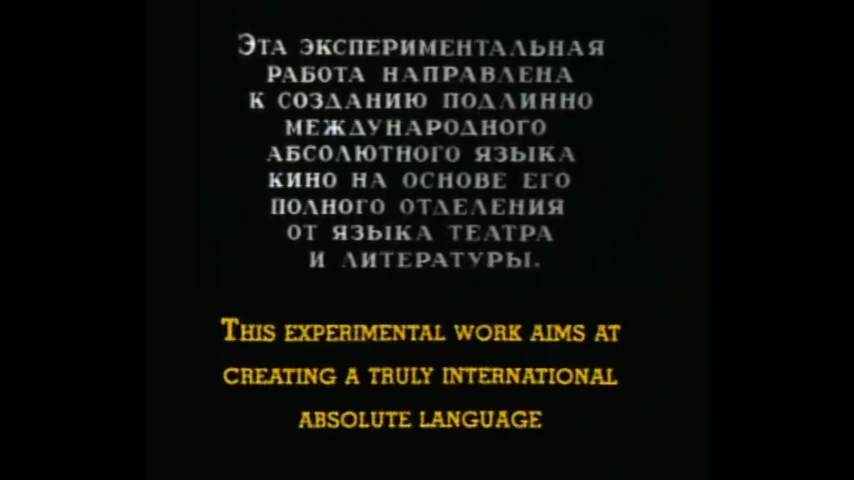 Эта экспериментальная
работа направлена
к созданию подлинно
международного
абсолютного языка
кино на основе его
полного отделения
от языка театра
и литературы.
This experimental work aims at
creating a truly international
absolute language